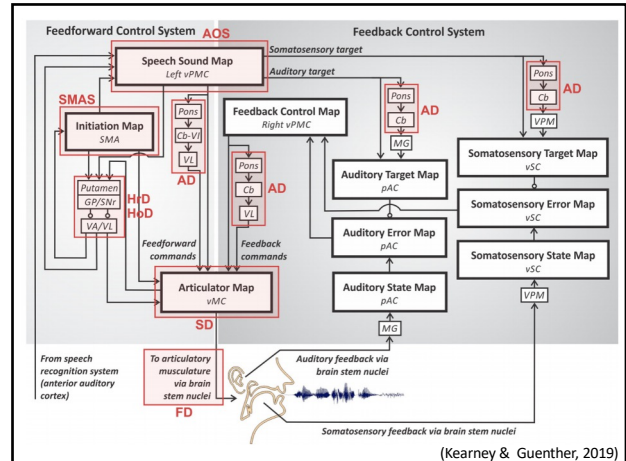 Feedforward Control System
Feedback Control System
AOS
Speech Sound Map
Left vPMC
Somatosensory target
Auditory target
SMAS
Initiation Map
SMA
Pons
Cb-VI
VL
AD
Feedback Control Map
Right vPMC
Pons
Cb
AD
MG
Pons
Cb
AD
VPM
Putamen
GP/SNr
VA/VL
HrD
HoD
Pons
Cb
VL
AD
Auditory Target Map
pAC
Somatosensory Target Map
vSC
Auditory Error Map
pAC
Somatosensory Error Map
vSC
Feedforward
commands
Feedback
commands
Articulator Map
vMC
SD
Auditory State Map
pAC
Somatosensory State Map
vSC
MG
VPM
From speech
recognition system
(anterior auditory
cortex)
To articulatory
musculature
via brain
stem nuclei
FD
Auditory feedback via
brain stem nuclei
Somatosensory feedback via brain stem nuclei
(Kearney & Guenther, 2019)